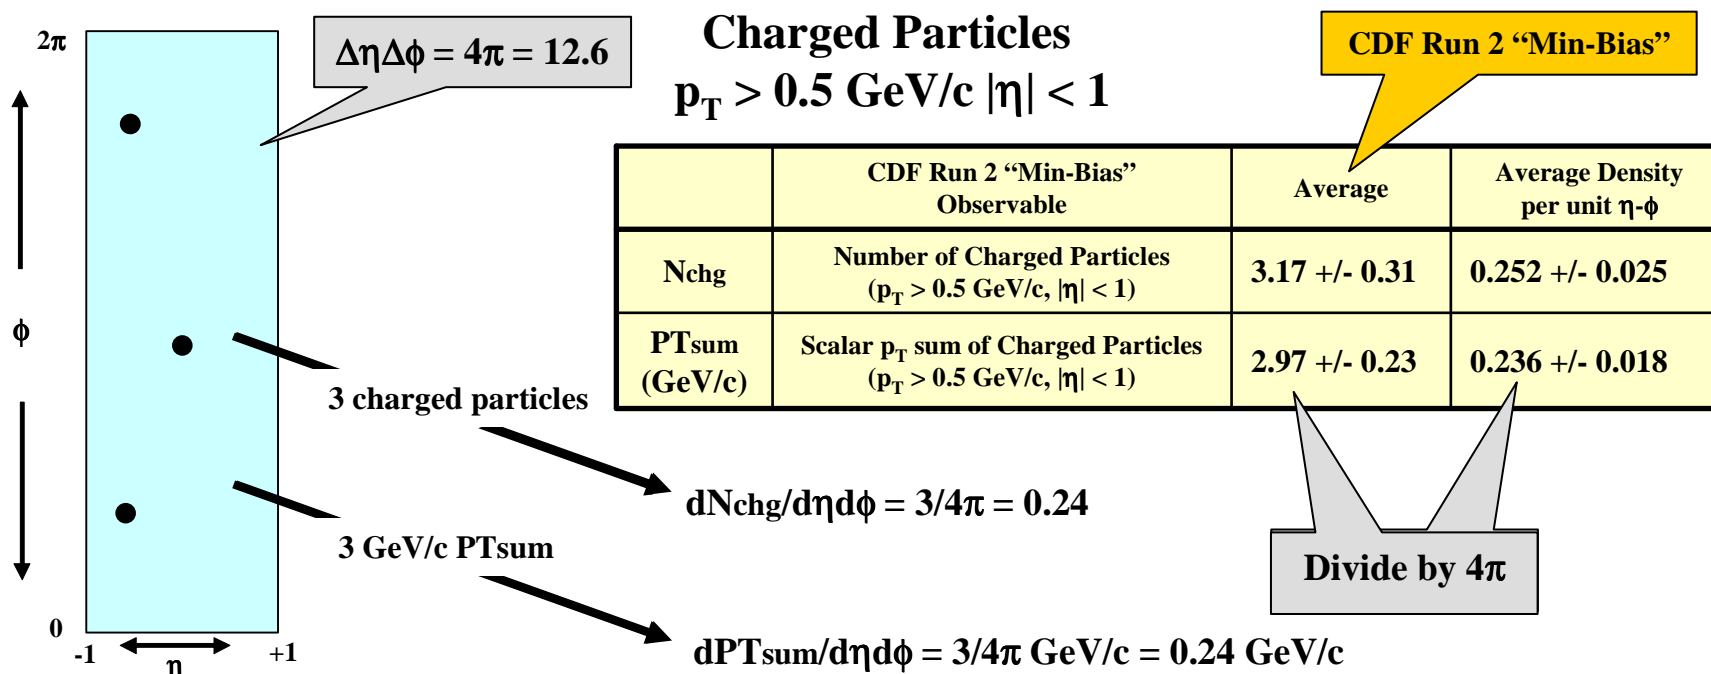 Charged Particles
p_T > 0.5 GeV/c |η| < 1
CDF Run 2 “Min-Bias”
2π
ΔηΔϕ = 4π = 12.6
ϕ
0
-1
η
+1
CDF Run 2 “Min-Bias”
Observable
Average
Average Density
per unit η-ϕ
Nchg
Number of Charged Particles
(p_T > 0.5 GeV/c, |η| < 1)
3.17 +/- 0.31
0.252 +/- 0.025
PTsum
(GeV/c)
Scalar p_T sum of Charged Particles
(p_T > 0.5 GeV/c, |η| < 1)
2.97 +/- 0.23
0.236 +/- 0.018
3 charged particles
dNchg/dηdϕ = 3/4π = 0.24
3 GeV/c PTsum
Divide by 4π
dPTsum/dηdϕ = 3/4π GeV/c = 0.24 GeV/c